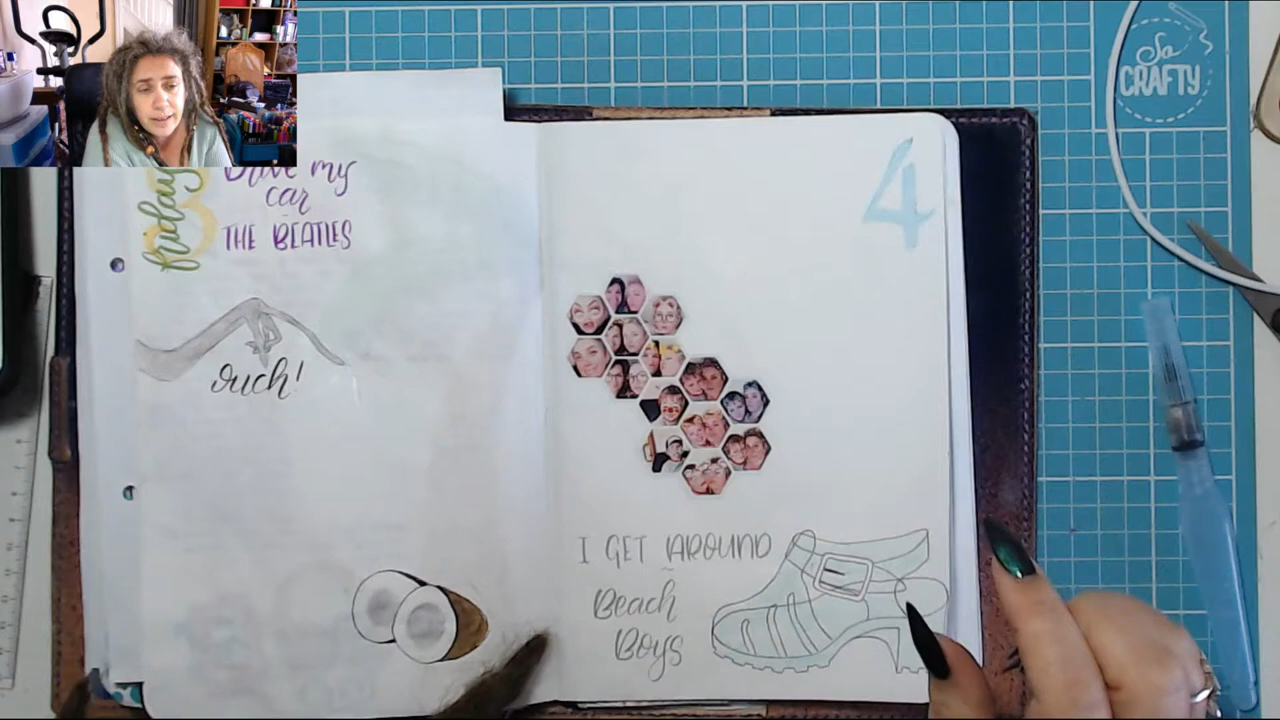 So
CRAFTY
friday
3
Drive my
car
THE BEATLES
ouch!
4
I GET AROUND
~
Beach
Boys